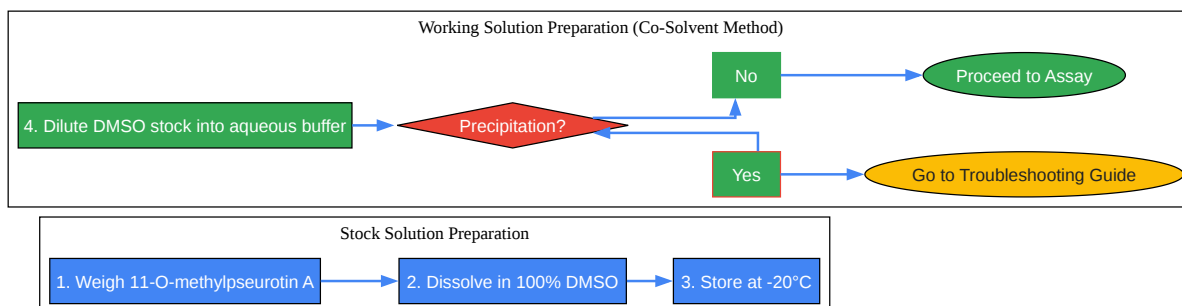 Working Solution Preparation (Co-Solvent Method)
No
Proceed to Assay
4. Dilute DMSO stock into aqueous buffer
Precipitation?
Yes
Go to Troubleshooting Guide
Stock Solution Preparation
1. Weigh 11-O-methylpseurotin A
2. Dissolve in 100% DMSO
3. Store at -20°C